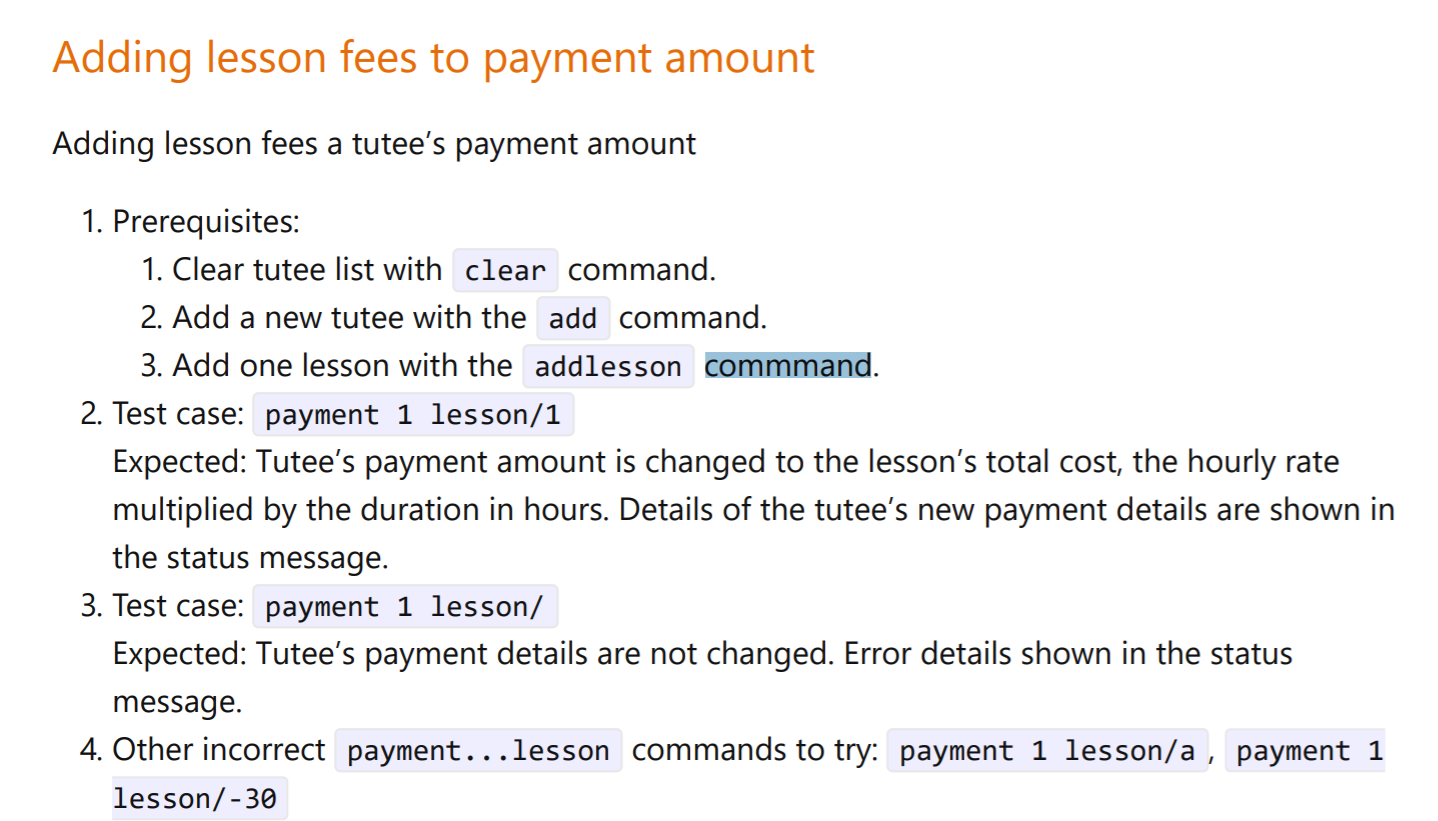 Adding lesson fees to payment amount
Adding lesson fees a tutee’s payment amount
1. Prerequisites:
1. Clear tutee list with clear command.
2. Add a new tutee with the add command.
3. Add one lesson with the addlesson commmand.
2. Test case: payment 1 lesson/1
Expected: Tutee’s payment amount is changed to the lesson’s total cost, the hourly rate
multiplied by the duration in hours. Details of the tutee’s new payment details are shown in
the status message.
3. Test case: payment 1 lesson/
Expected: Tutee’s payment details are not changed. Error details shown in the status
message.
4. Other incorrect payment...lesson commands to try: payment 1 lesson/a, payment 1
lesson/-30